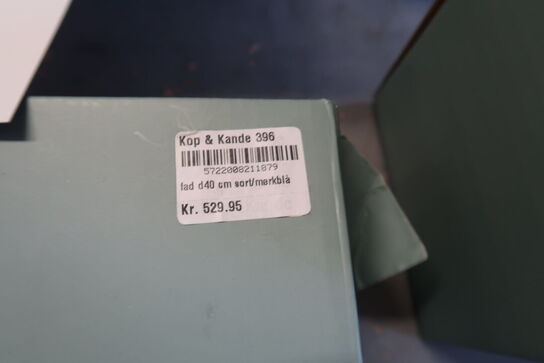 Kop & Kande 396
5722008211879
fad d40 cm sort/mørkblå
Kr. 529.95